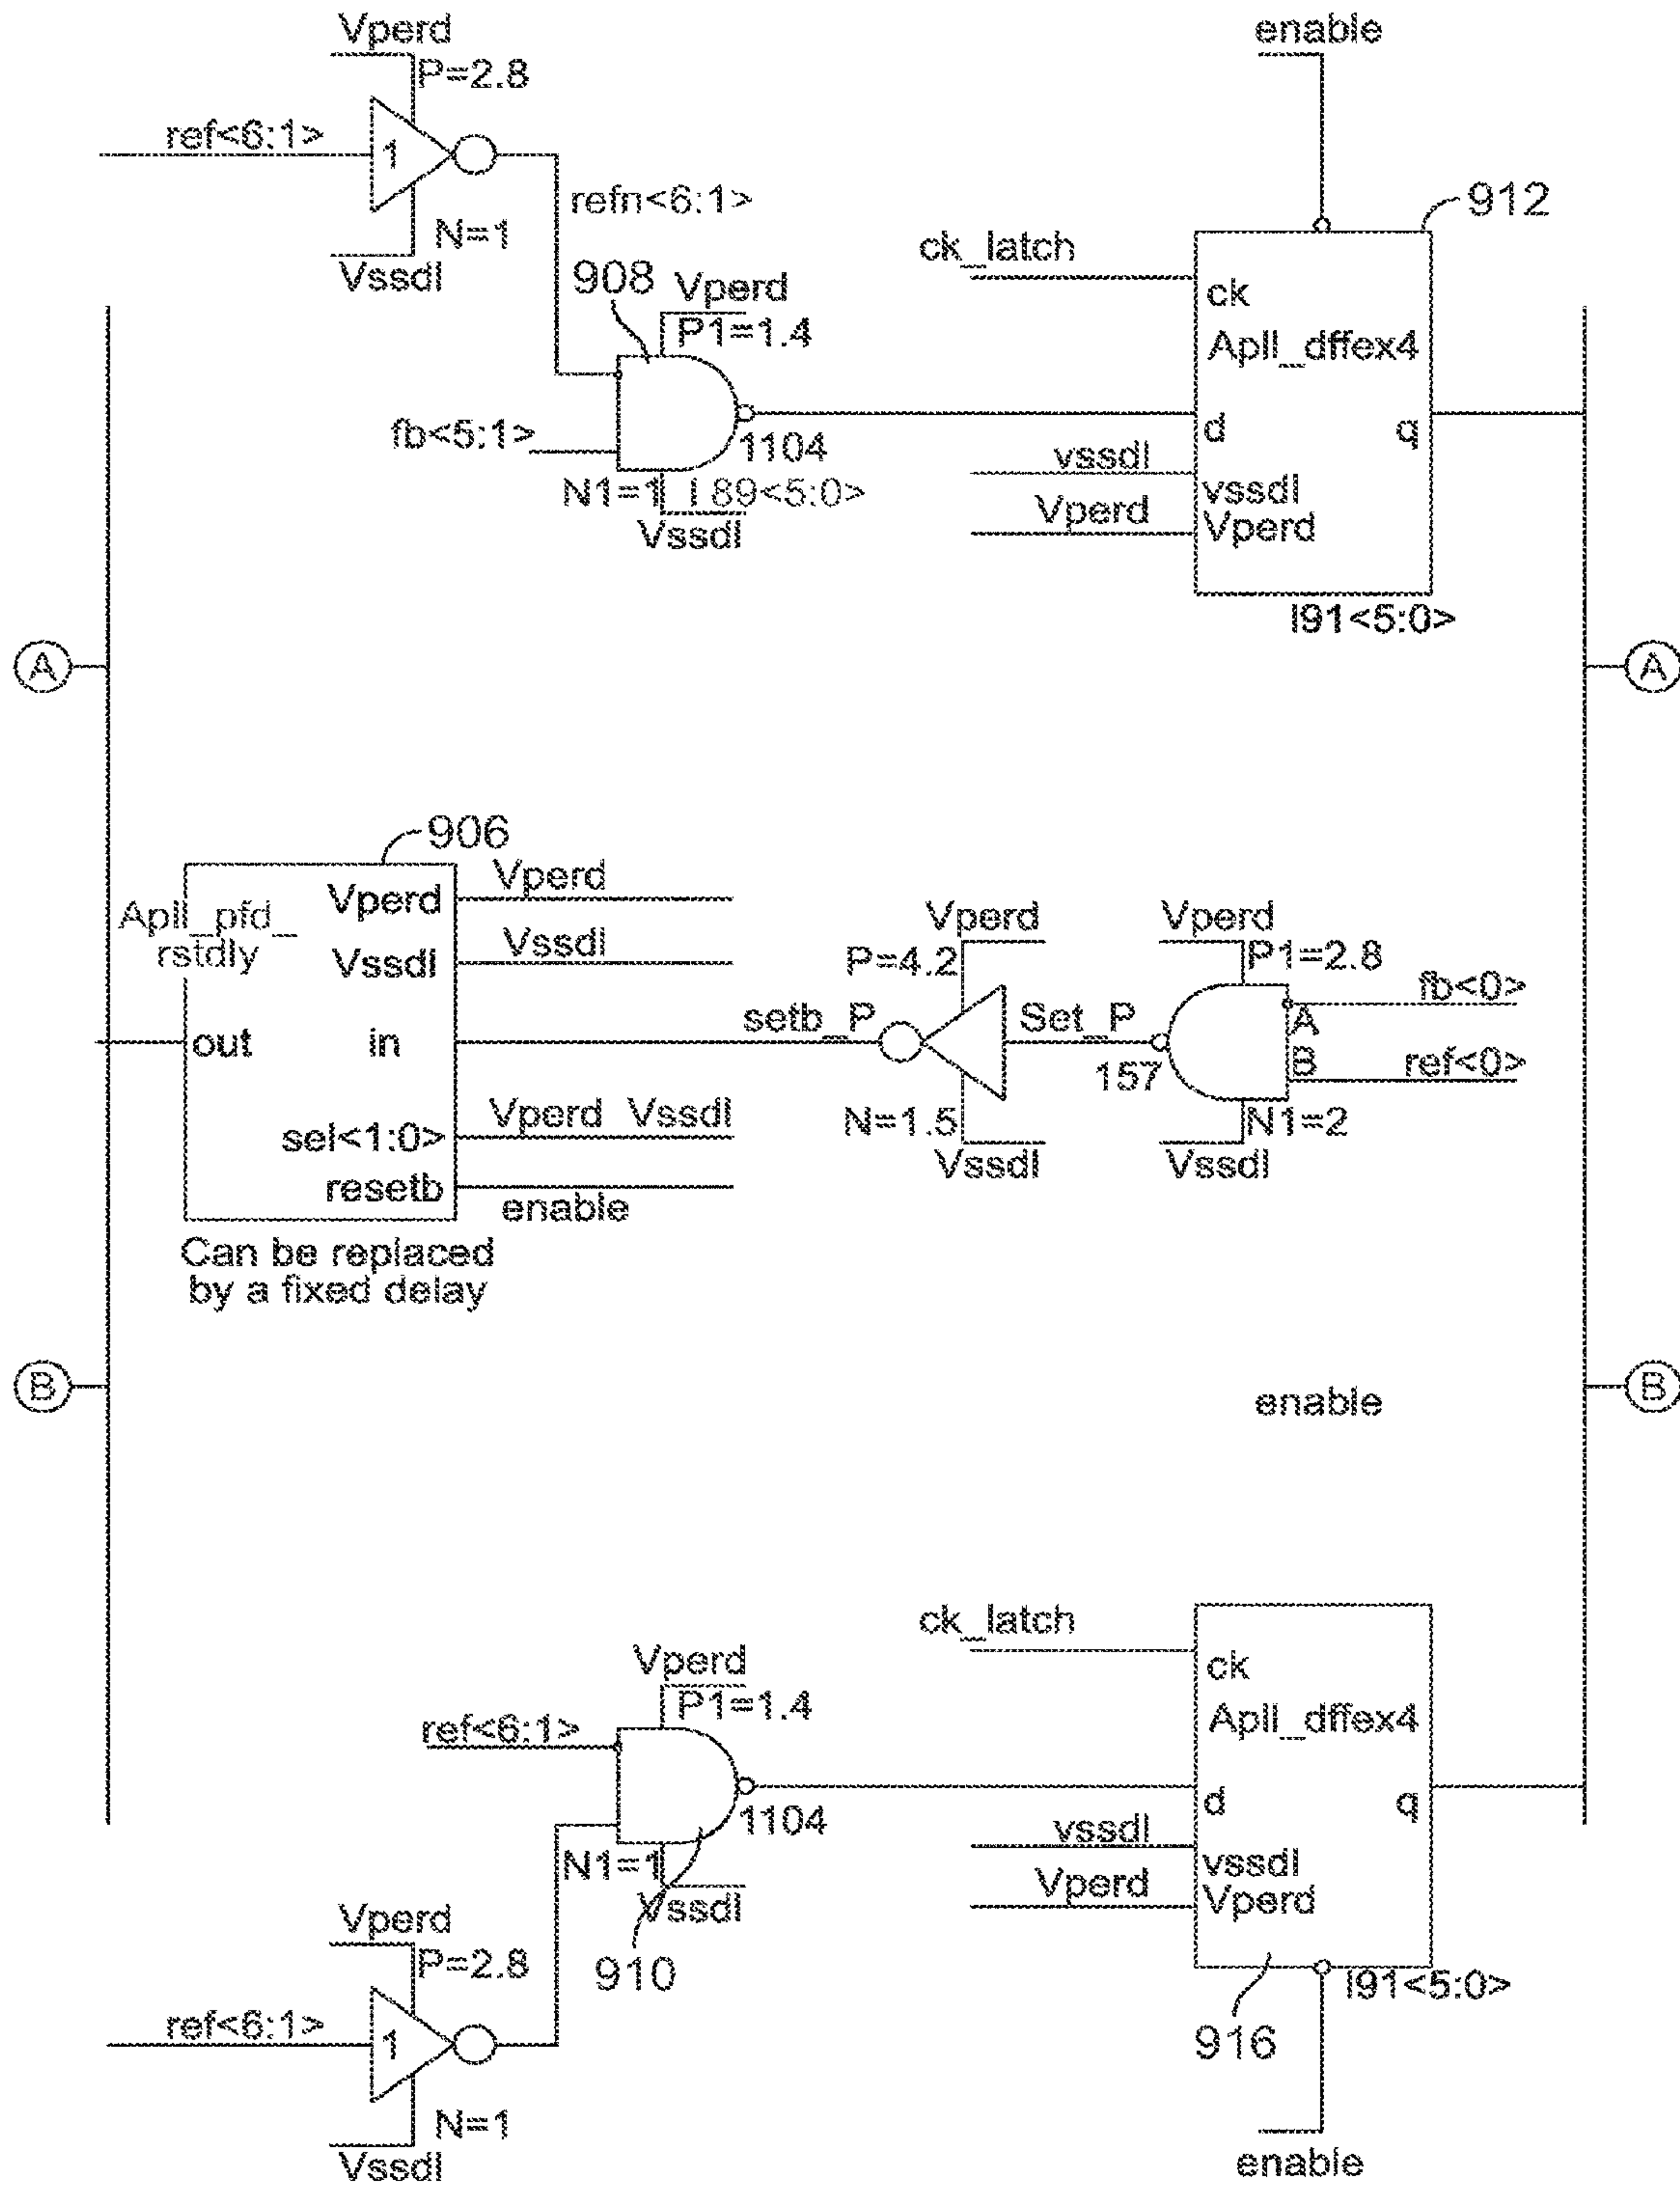 Vperd
enable
P=2.8
ref<6:1>
1
refn<6:1>
912
N=1
ck_latch
Vssdl
908
Vperd
ck
P1=1.4
Apll_dffex4
fb<5:1>
1104
d
q
vssdl
N1=1
I 89<5:0>
vssdl
Vperd
Vperd
Vssdl
I91<5:0>
A
A
906
Vperd
Vperd
Apll_pfd_
rstdly
Vssdl
Vssdl
Vperd
P=4.2
Vperd
P1=2.8
fb<0>
out
in
setb_P
Set_P
A
B
157
ref<0>
sel<1:0>
Vperd Vssdl
N=1.5
N1=2
Vssdl
Vssdl
resetb
enable
Can be replaced
by a fixed delay
B
enable
B
ck_latch
Vperd
ck
P1=1.4
Apll_dffex4
ref<6:1>
1104
d
q
vssdl
N1=1
vssdl
Vperd
Vperd
Vssdl
Vperd
P=2.8
910
I91<5:0>
ref<6:1>
1
916
N=1
Vssdl
enable